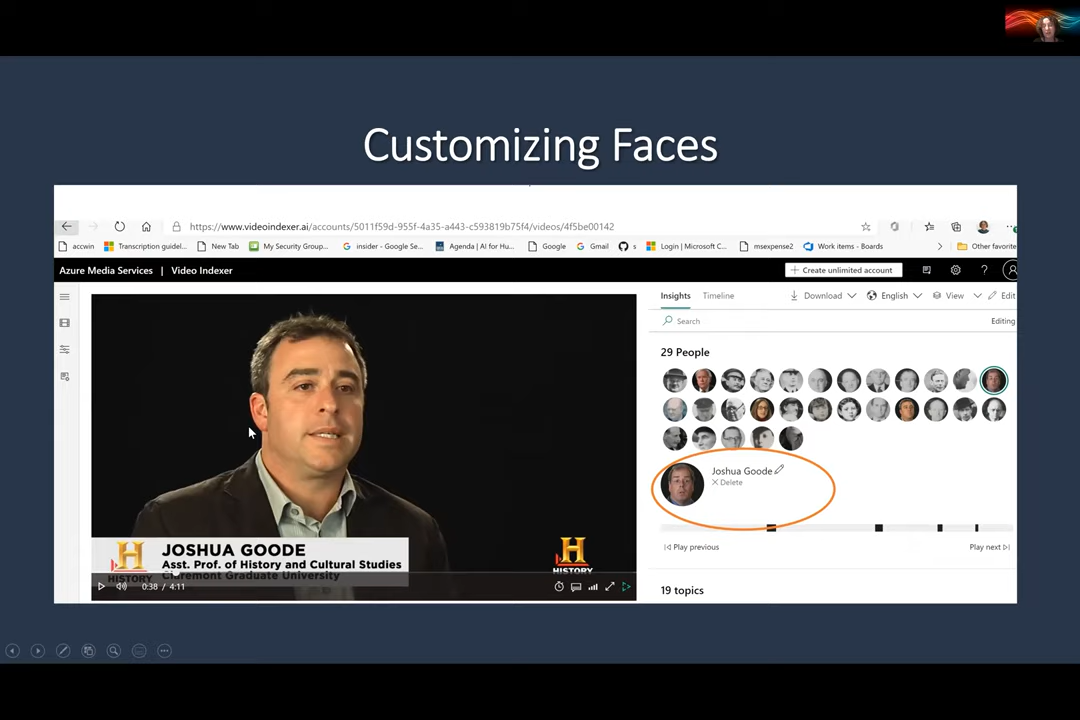 Customizing Faces
https://www.videoindexer.ai/accounts/5011f59d-955f-4a35-a443-c593819b75f4/videos/4f5be00142
accwin Transcription guidel... New Tab My Security Group... insider - Google Se... Agenda | AI for Hu... Google Gmail s Login | Microsoft C... msexpense2 Work items - Boards Other favorite
Azure Media Services | Video Indexer Create unlimited account ?
Insights Timeline Download English View Edit
Search Editing
29 People
Joshua Goode
Delete
Play previous Play next
19 topics
JOSHUA GOODE
Asst. Prof. of History and Cultural Studies
Claremont Graduate University
H HISTORY
H HISTORY
0:38 / 4:11